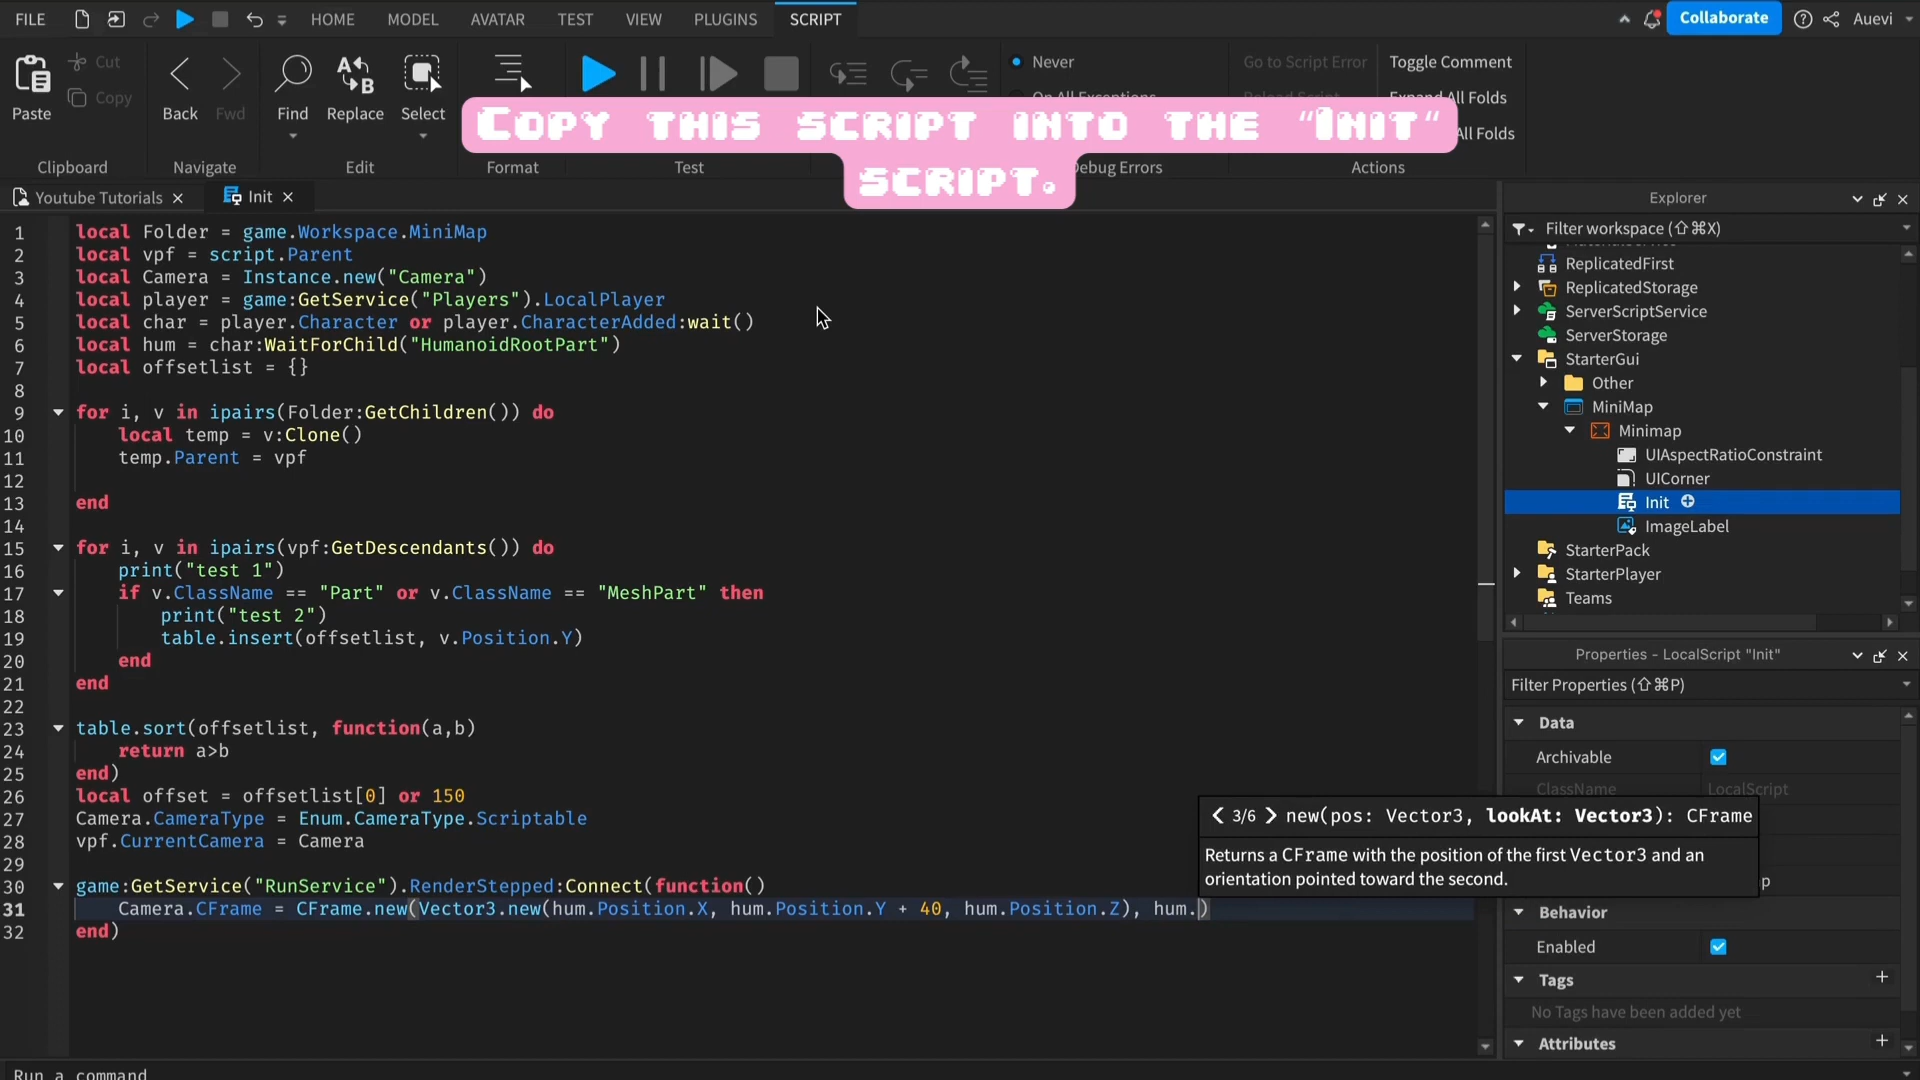 FILE HOME MODEL AVATAR TEST VIEW PLUGINS SCRIPT Collaborate Auevi
Paste Cut Copy Back Fwd Find Replace Select Never Go to Script Error Toggle Comment
On All Exceptions Reload Script Expand All Folds
All Folds
Clipboard Navigate Edit Format Test Debug Errors Actions
Copy this script into the "Init"
script.
Youtube Tutorials Init
1 local Folder = game.Workspace.MiniMap
2 local vpf = script.Parent
3 local Camera = Instance.new("Camera")
4 local player = game:GetService("Players").LocalPlayer
5 local char = player.Character or player.CharacterAdded:wait()
6 local hum = char:WaitForChild("HumanoidRootPart")
7 local offsetlist = {}
8
9 for i, v in ipairs(Folder:GetChildren()) do
10 local temp = v:Clone()
11 temp.Parent = vpf
12
13 end
14
15 for i, v in ipairs(vpf:GetDescendants()) do
16 print("test 1")
17 if v.ClassName == "Part" or v.ClassName == "MeshPart" then
18 print("test 2")
19 table.insert(offsetlist, v.Position.Y)
20 end
21 end
22
23 table.sort(offsetlist, function(a,b)
24 return a>b
25 end)
26 local offset = offsetlist[0] or 150
27 Camera.CameraType = Enum.CameraType.Scriptable
28 vpf.CurrentCamera = Camera
29
30 game:GetService("RunService").RenderStepped:Connect(function()
31 Camera.CFrame = CFrame.new(Vector3.new(hum.Position.X, hum.Position.Y + 40, hum.Position.Z), hum.)
32 end)
3/6 new(pos: Vector3, lookAt: Vector3): CFrame
Returns a CFrame with the position of the first Vector3 and an
orientation pointed toward the second.
Explorer
Filter workspace (⇧⌘X)
MaterialService
ReplicatedFirst
ReplicatedStorage
ServerScriptService
ServerStorage
StarterGui
Other
MiniMap
Minimap
UIAspectRatioConstraint
UICorner
Init
ImageLabel
StarterPack
StarterPlayer
Teams
Properties - LocalScript "Init"
Filter Properties (⇧⌘P)
Data
Archivable
ClassName LocalScript
p
Behavior
Enabled
Tags
No Tags have been added yet
Attributes
Run a command